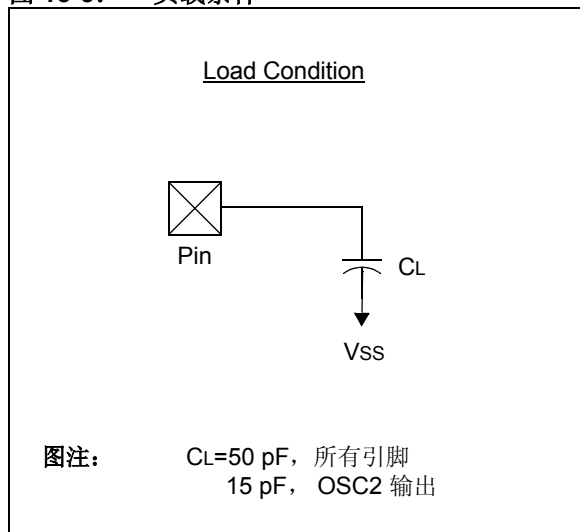 Load Condition
Pin
CL
VSS
图注： CL=50 pF，所有引脚
15 pF， OSC2 输出